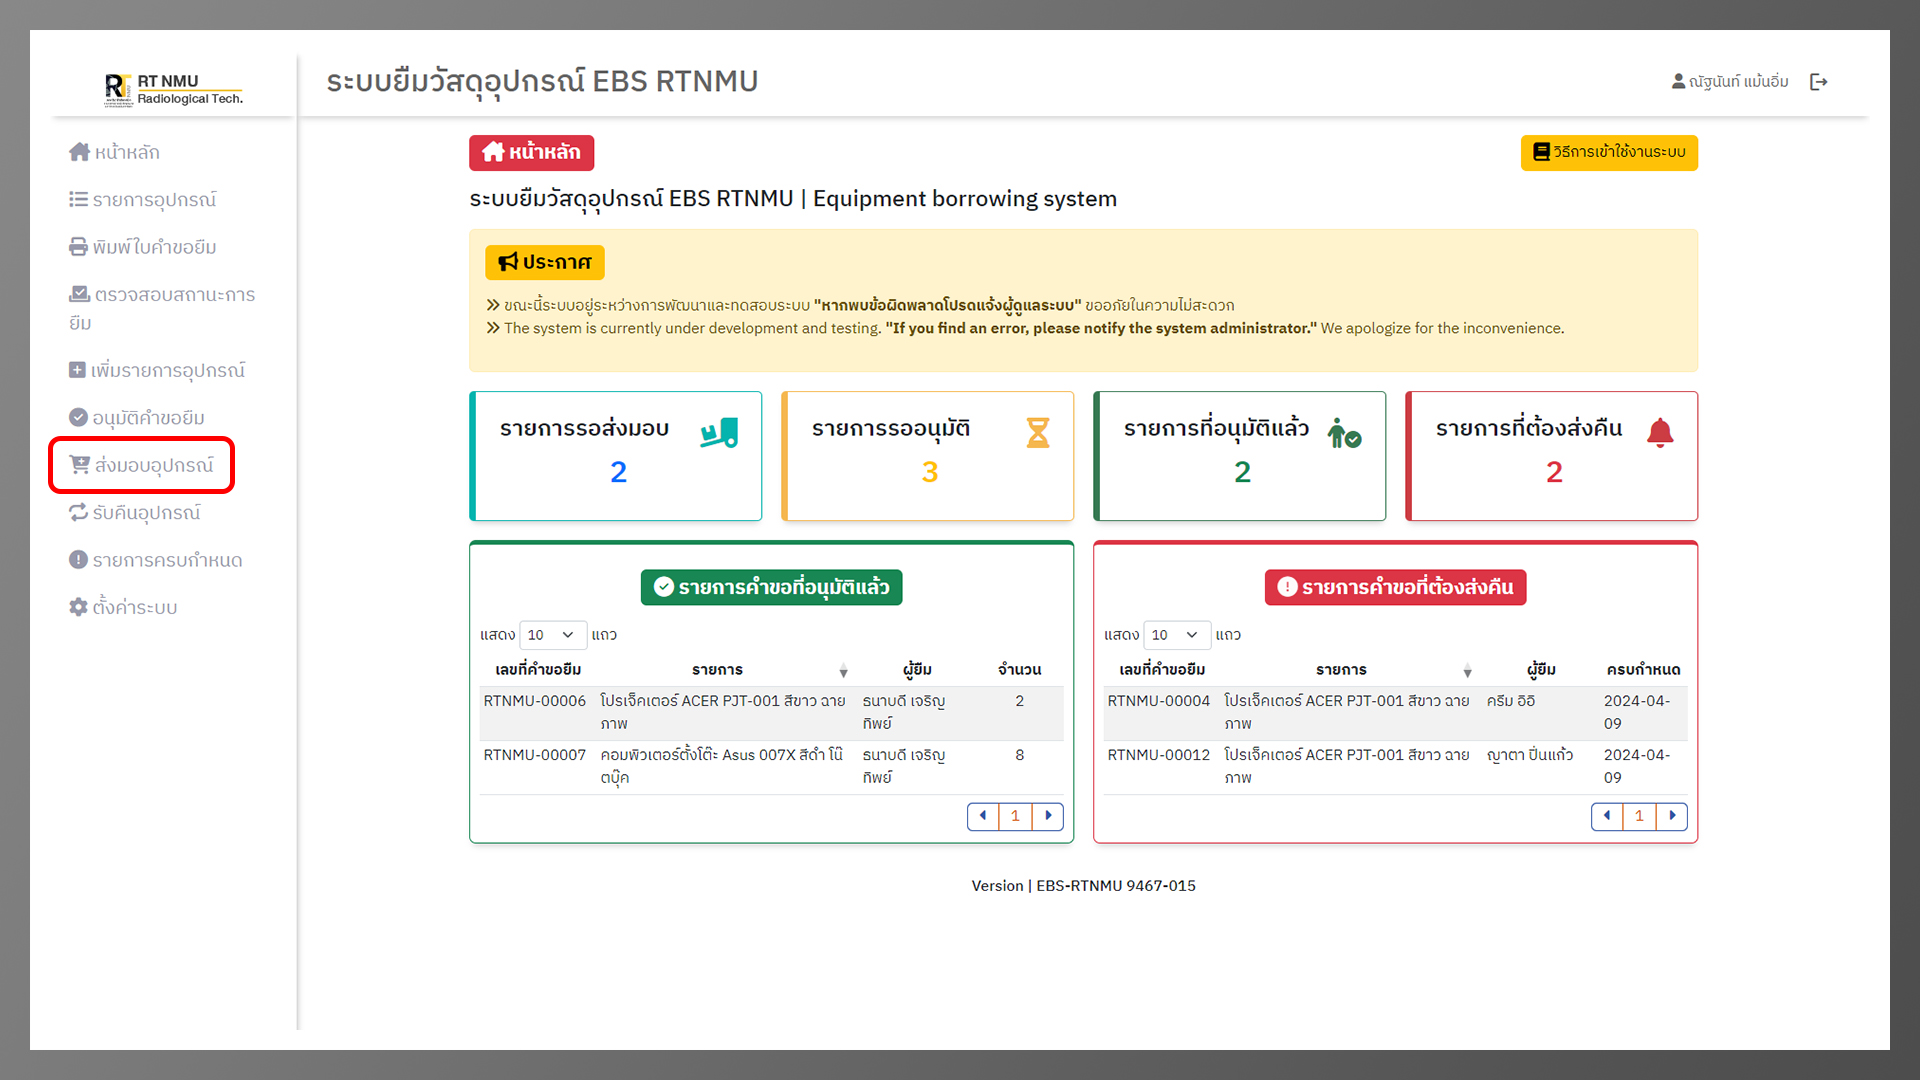 RT NMU
Radiological Tech.
ระบบยืมวัสดุอุปกรณ์ EBS RTNMU
ณัฐนันท์ แม้นอิ่ม
หน้าหลัก
รายการอุปกรณ์
พิมพ์ใบคำขอยืม
ตรวจสอบสถานะการ
ยืม
เพิ่มรายการอุปกรณ์
อนุมัติคำขอยืม
ส่งมอบอุปกรณ์
รับคืนอุปกรณ์
รายการครบกำหนด
ตั้งค่าระบบ
หน้าหลัก
วิธีการเข้าใช้งานระบบ
ระบบยืมวัสดุอุปกรณ์ EBS RTNMU | Equipment borrowing system
ประกาศ
ขณะนี้ระบบอยู่ระหว่างการพัฒนาและทดสอบระบบ "หากพบข้อผิดพลาดโปรดแจ้งผู้ดูแลระบบ" ขออภัยในความไม่สะดวก
The system is currently under development and testing. "If you find an error, please notify the system administrator." We apologize for the inconvenience.
รายการรอส่งมอบ
2
รายการรออนุมัติ
3
รายการที่อนุมัติแล้ว
2
รายการที่ต้องส่งคืน
2
รายการคำขอที่อนุมัติแล้ว
แสดง 10 แถว
เลขที่คำขอยืม รายการ ผู้ยืม จำนวน
RTNMU-00006 โปรเจ็คเตอร์ ACER PJT-001 สีขาว ฉาย ธนาบดี เจริญ 2
ภาพ ทิพย์
RTNMU-00007 คอมพิวเตอร์ตั้งโต๊ะ Asus 007X สีดำ โน๊ ธนาบดี เจริญ 8
ตบุ๊ค ทิพย์
1
รายการคำขอที่ต้องส่งคืน
แสดง 10 แถว
เลขที่คำขอยืม รายการ ผู้ยืม ครบกำหนด
RTNMU-00004 โปรเจ็คเตอร์ ACER PJT-001 สีขาว ฉาย ครีม อิอิ 2024-04-
ภาพ 09
RTNMU-00012 โปรเจ็คเตอร์ ACER PJT-001 สีขาว ฉาย ญาตา ปิ่นแก้ว 2024-04-
ภาพ 09
1
Version | EBS-RTNMU 9467-015